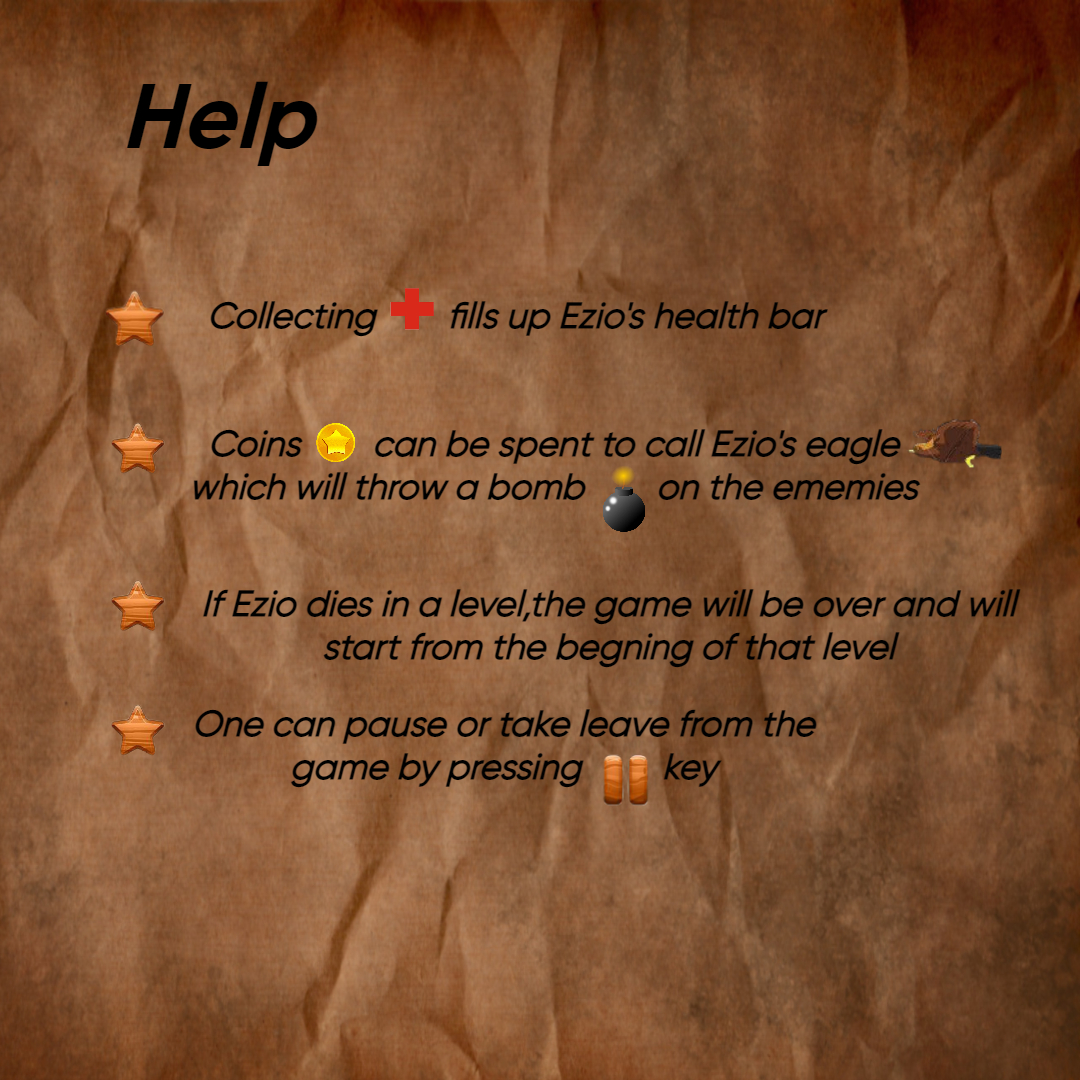 Help
Collecting fills up Ezio's health bar
Coins can be spent to call Ezio's eagle
which will throw a bomb on the ememies
If Ezio dies in a level,the game will be over and will
start from the begning of that level
One can pause or take leave from the
game by pressing key